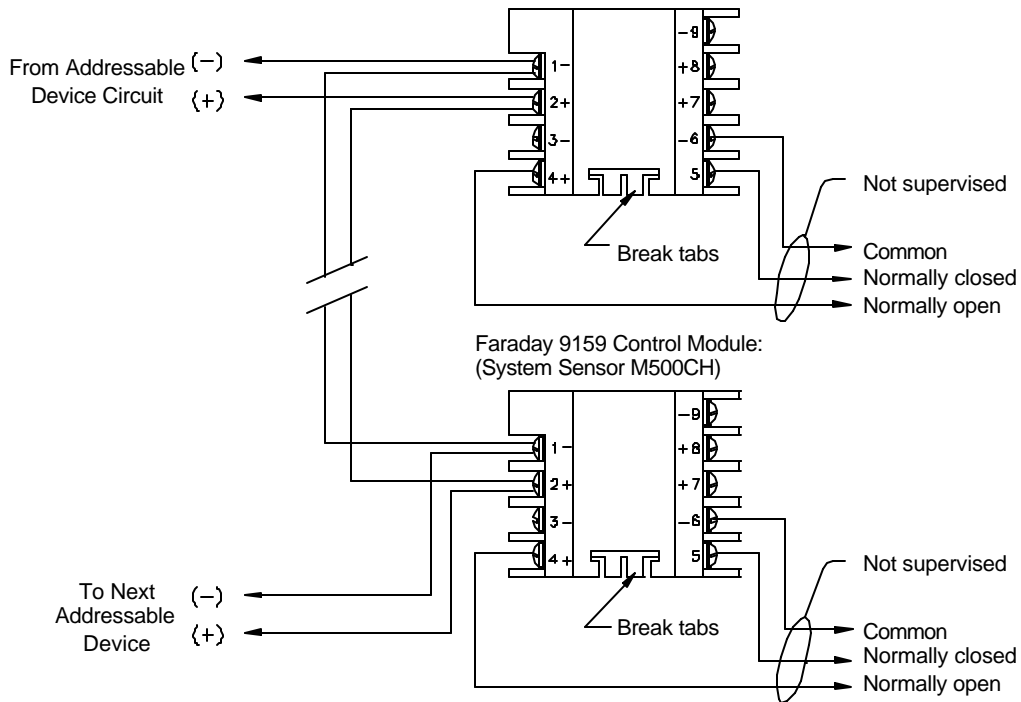 From Addressable (-)
Device Circuit (+)
1-
2+
3-
4+
-9
+8
+7
-6
5
Break tabs
Not supervised
Common
Normally closed
Normally open
Faraday 9159 Control Module:
(System Sensor M500CH)
1-
2+
3-
4+
-9
+8
+7
-6
5
Break tabs
Not supervised
Common
Normally closed
Normally open
To Next (-)
Addressable
Device (+)